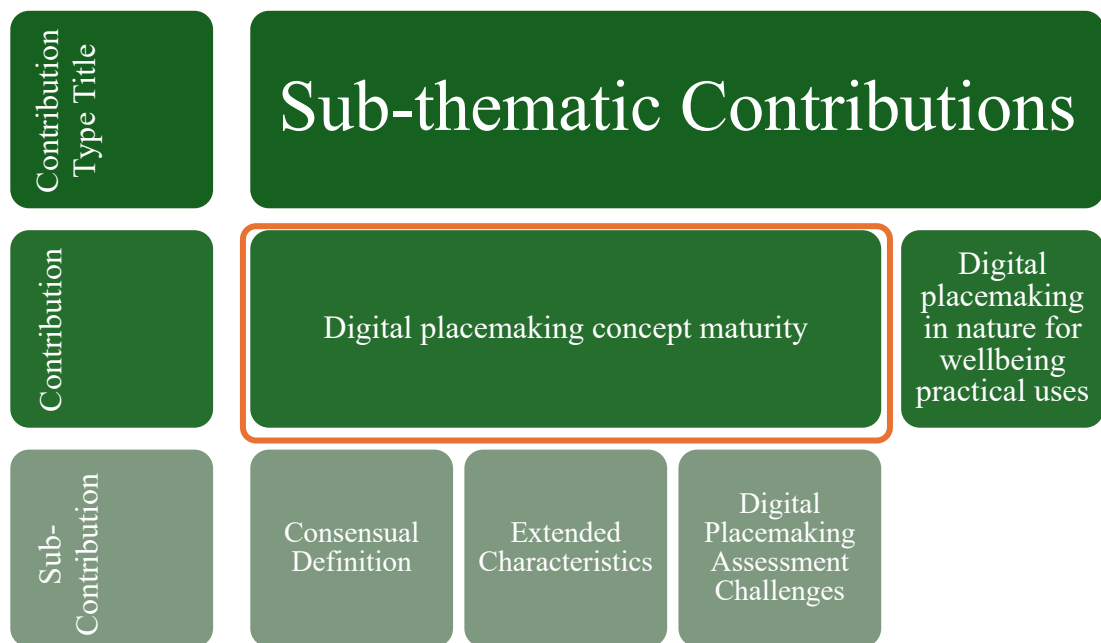 Contribution
Type Title
Sub-thematic Contributions
Contribution
Digital placemaking concept maturity
Digital
placemaking
in nature for
wellbeing
practical uses
Sub-
Contribution
Consensual
Definition
Extended
Characteristics
Digital
Placemaking
Assessment
Challenges